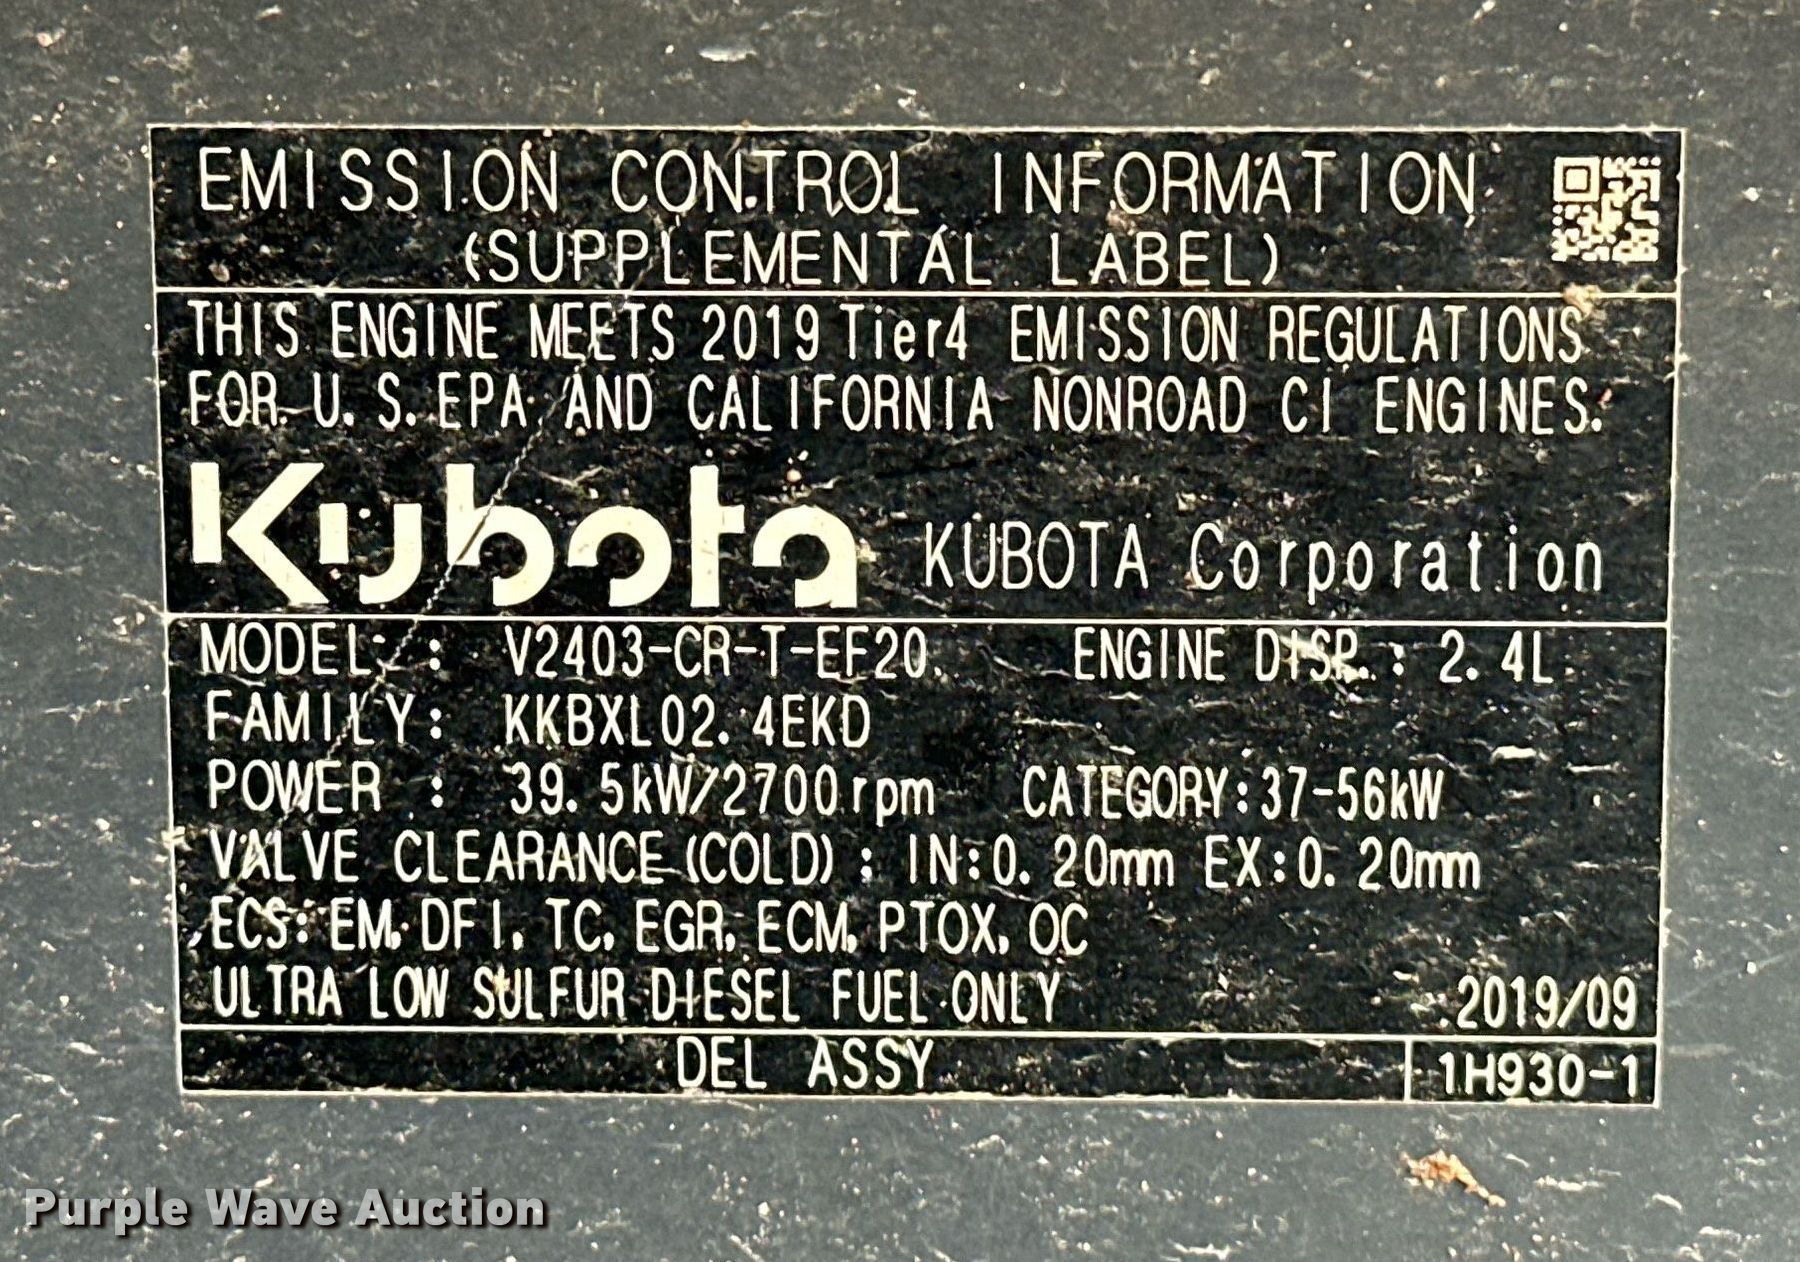 EMISSION CONTROL INFORMATION
(SUPPLEMENTAL LABEL)
THIS ENGINE MEETS 2019 Tier4 EMISSION REGULATIONS
FOR U.S. EPA AND CALIFORNIA NONROAD CI ENGINES.
Kubota KUBOTA Corporation
MODEL : V2403-CR-T-EF20 ENGINE DISP. : 2.4L
FAMILY : KKBXL02.4EKD
POWER : 39.5kW/2700rpm CATEGORY:37-56kW
VALVE CLEARANCE(COLD) : IN:0.20mm EX:0.20mm
ECS: EM, DFI, TC, EGR, ECM, PTOX, OC
ULTRA LOW SULFUR DIESEL FUEL ONLY 2019/09
DEL ASSY 1H930-1
Purple Wave Auction